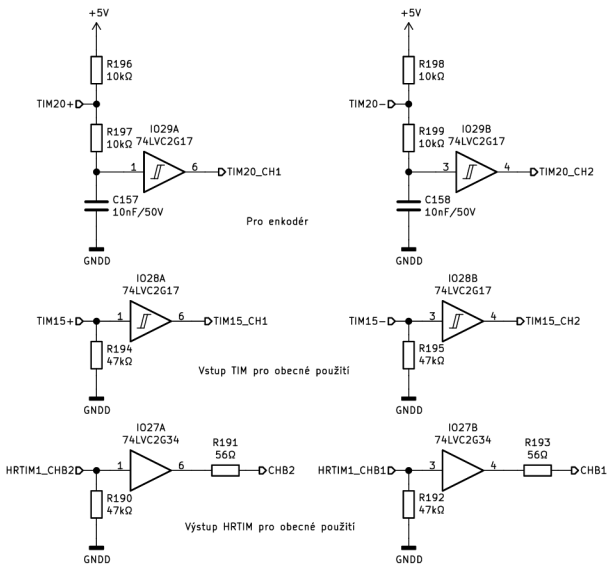 +5V +5V
R196 R198
10kΩ 10kΩ
TIM20+ TIM20-
R197 IO29A R199 IO29B
10kΩ 74LVC2G17 10kΩ 74LVC2G17
1 6 TIM20_CH1 3 4 TIM20_CH2
C157 C158
10nF/50V 10nF/50V
Pro enkodér
GNDD GNDD
IO28A IO28B
74LVC2G17 74LVC2G17
TIM15+ 1 6 TIM15_CH1 TIM15- 3 4 TIM15_CH2
R194 R195
47kΩ 47kΩ
Vstup TIM pro obecné použití
GNDD GNDD
IO27A IO27B
74LVC2G34 R191 74LVC2G34 R193
56Ω 56Ω
HRTIM1_CHB2 1 6 CHB2 HRTIM1_CHB1 3 4 CHB1
R190 R192
47kΩ 47kΩ
Výstup HRTIM pro obecné použití
GNDD GNDD